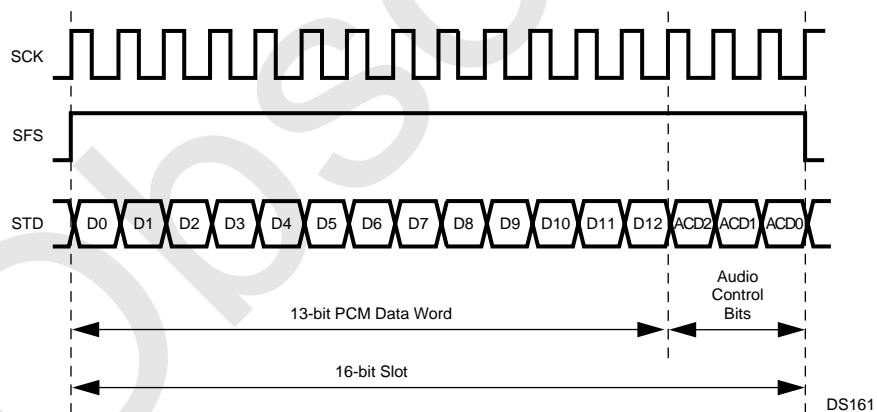 SCK
SFS
STD D0 D1 D2 D3 D4 D5 D6 D7 D8 D9 D10 D11 D12 ACD2 ACD1 ACD0
Audio
Control
Bits
13-bit PCM Data Word
16-bit Slot
DS161
Obso